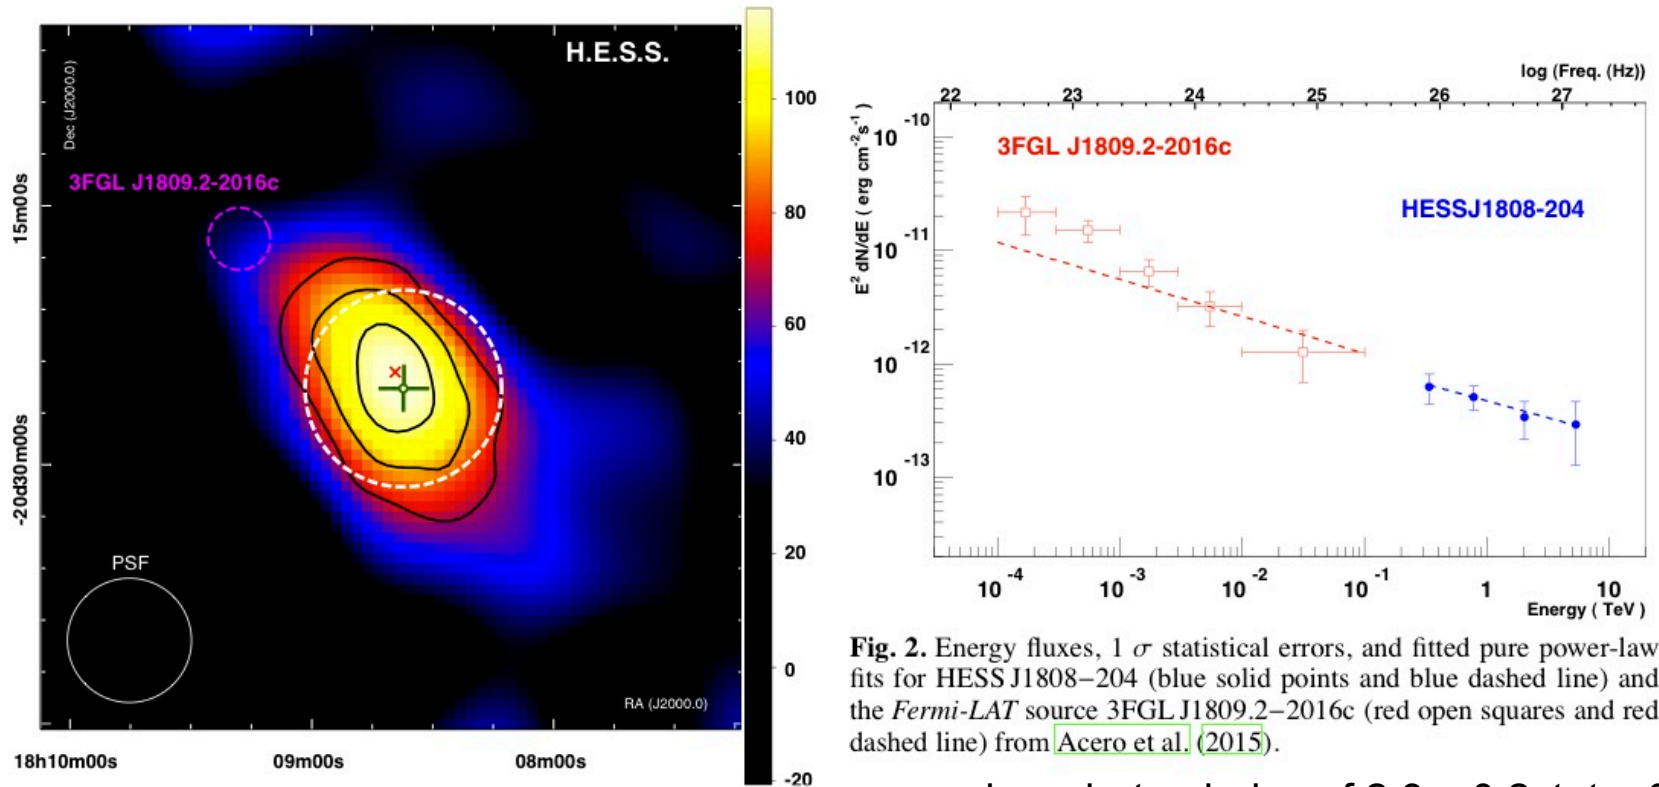 H.E.S.S.
Dec (J2000.0)
3FGL J1809.2-2016c
15m00s
-20d30m00s
PSF
RA (J2000.0)
18h10m00s 09m00s 08m00s
100
80
60
40
20
0
-20
log (Freq. (Hz))
22 23 24 25 26 27
E² dN/dE ( erg cm⁻²s⁻¹ )
10⁻¹⁰
10⁻¹¹
10⁻¹²
10⁻¹³
3FGL J1809.2-2016c
HESSJ1808-204
10⁻⁴ 10⁻³ 10⁻² 10⁻¹ 1 10
Energy ( TeV )
Fig. 2. Energy fluxes, 1 σ statistical errors, and fitted pure power-law
fits for HESS J1808−204 (blue solid points and blue dashed line) and
the Fermi-LAT source 3FGL J1809.2−2016c (red open squares and red
dashed line) from Acero et al. (2015).